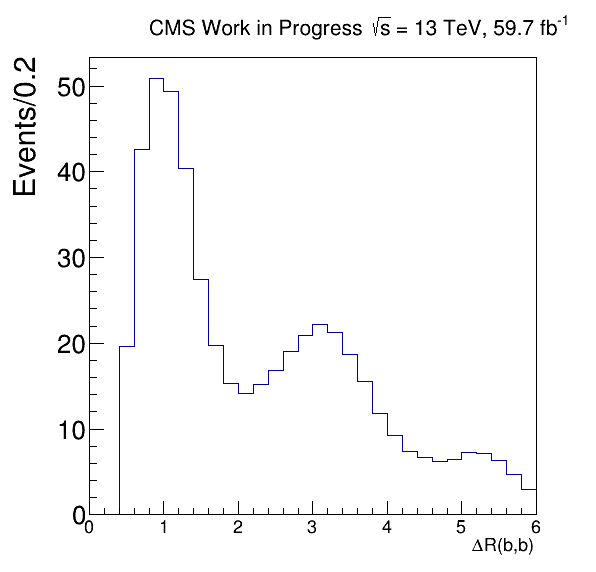 CMS Work in Progress √s = 13 TeV, 59.7 fb⁻¹
Events/0.2
50
40
30
20
10
0
0 1 2 3 4 5 6
ΔR(b,b)